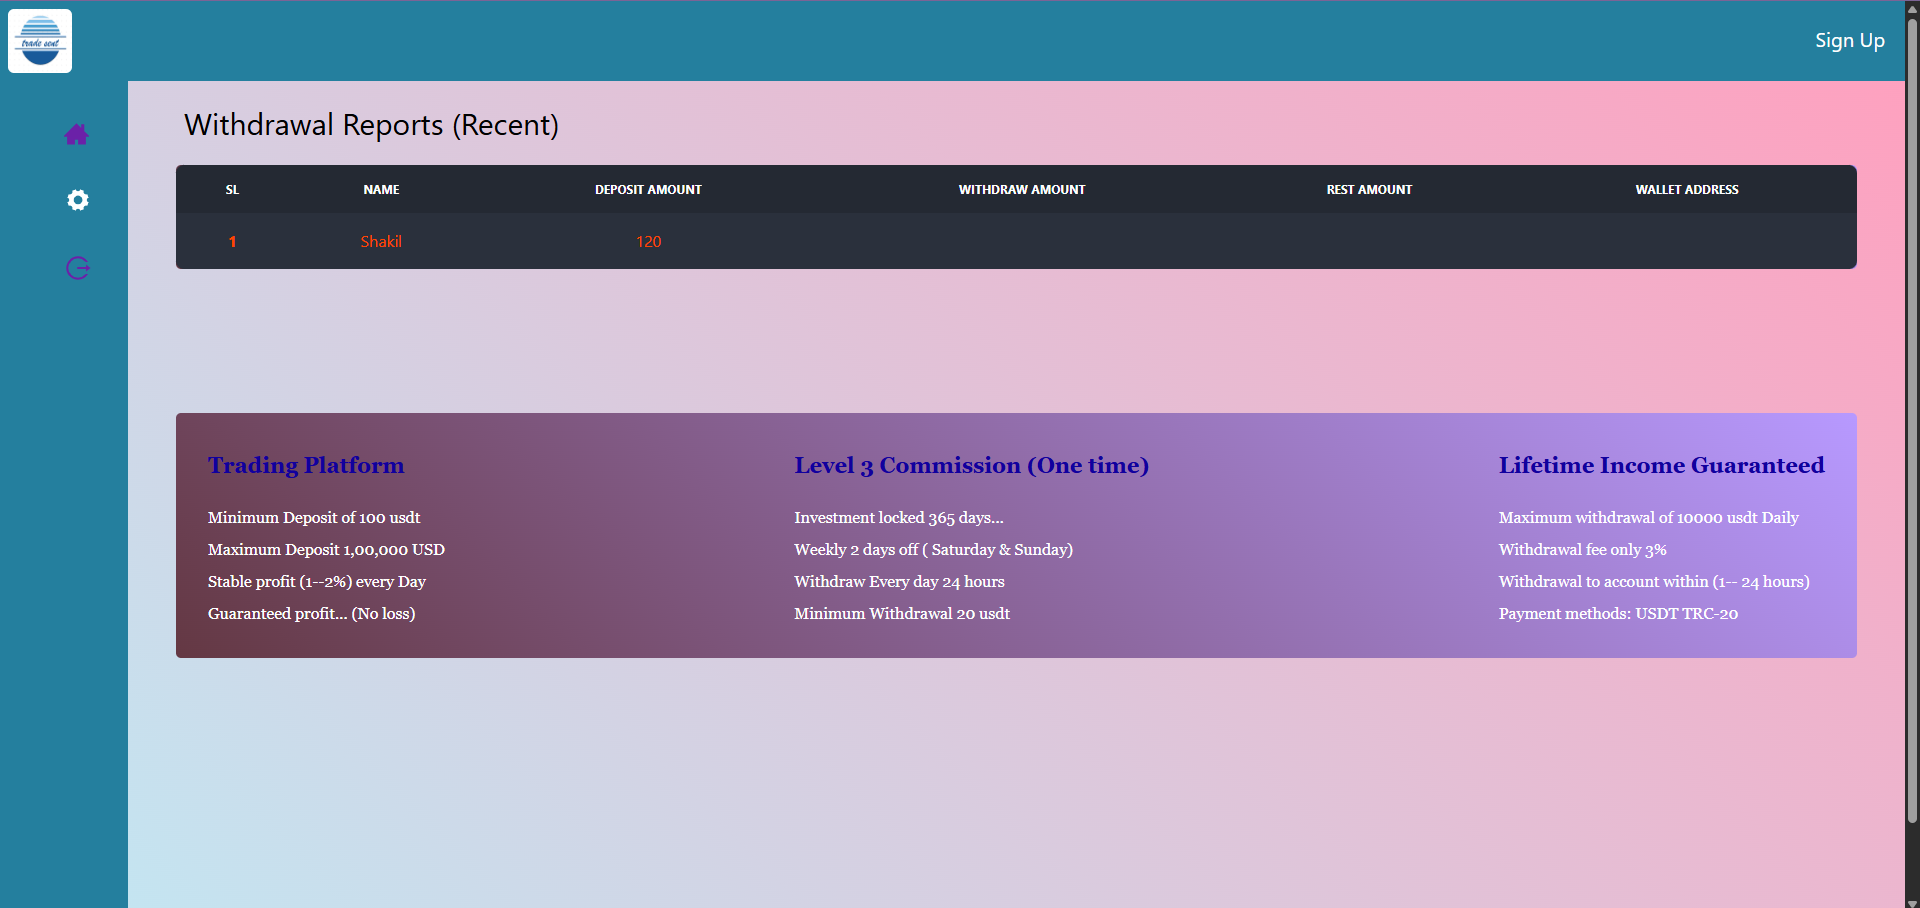 trade sent
Sign Up
Withdrawal Reports (Recent)
SL NAME DEPOSIT AMOUNT WITHDRAW AMOUNT REST AMOUNT WALLET ADDRESS
1 Shakil 120
Trading Platform
Minimum Deposit of 100 usdt
Maximum Deposit 1,00,000 USD
Stable profit (1--2%) every Day
Guaranteed profit... (No loss)
Level 3 Commission (One time)
Investment locked 365 days...
Weekly 2 days off ( Saturday & Sunday)
Withdraw Every day 24 hours
Minimum Withdrawal 20 usdt
Lifetime Income Guaranteed
Maximum withdrawal of 10000 usdt Daily
Withdrawal fee only 3%
Withdrawal to account within (1-- 24 hours)
Payment methods: USDT TRC-20